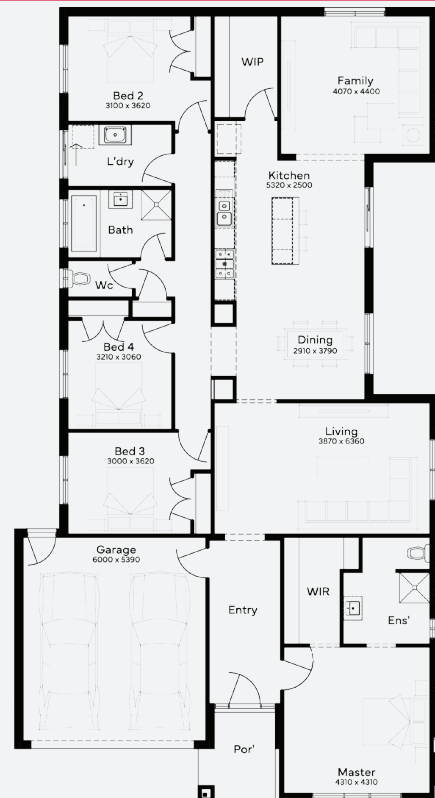 WIP
Family
4070 x 4400
Bed 2
3100 x 3620
L'dry
Kitchen
5320 x 2500
Bath
Wc
Dining
2910 x 3790
Bed 4
3210 x 3060
Living
3870 x 6360
Bed 3
3000 x 3620
Garage
6000 x 5390
WIR
Entry
Ens'
Por'
Master
4310 x 4310